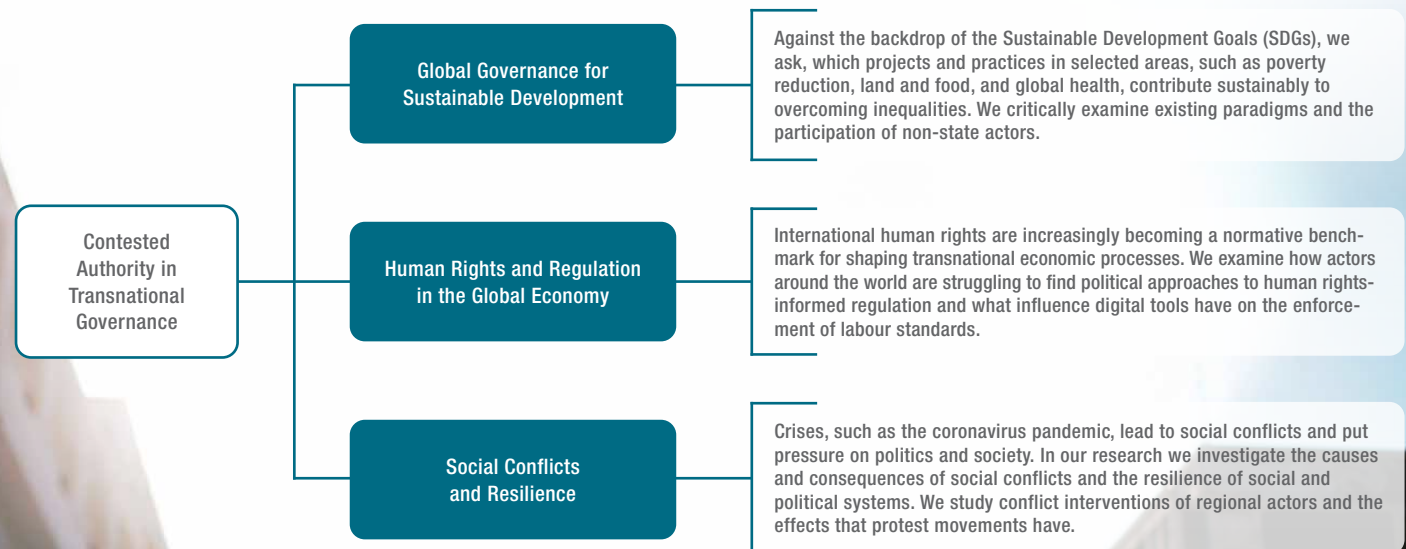 Contested
Authority in
Transnational
Governance
Global Governance for
Sustainable Development
Against the backdrop of the Sustainable Development Goals (SDGs), we
ask, which projects and practices in selected areas, such as poverty
reduction, land and food, and global health, contribute sustainably to
overcoming inequalities. We critically examine existing paradigms and the
participation of non-state actors.
Human Rights and Regulation
in the Global Economy
International human rights are increasingly becoming a normative bench-
mark for shaping transnational economic processes. We examine how actors
around the world are struggling to find political approaches to human rights-
informed regulation and what influence digital tools have on the enforce-
ment of labour standards.
Social Conflicts
and Resilience
Crises, such as the coronavirus pandemic, lead to social conflicts and put
pressure on politics and society. In our research we investigate the causes
and consequences of social conflicts and the resilience of social and
political systems. We study conflict interventions of regional actors and the
effects that protest movements have.